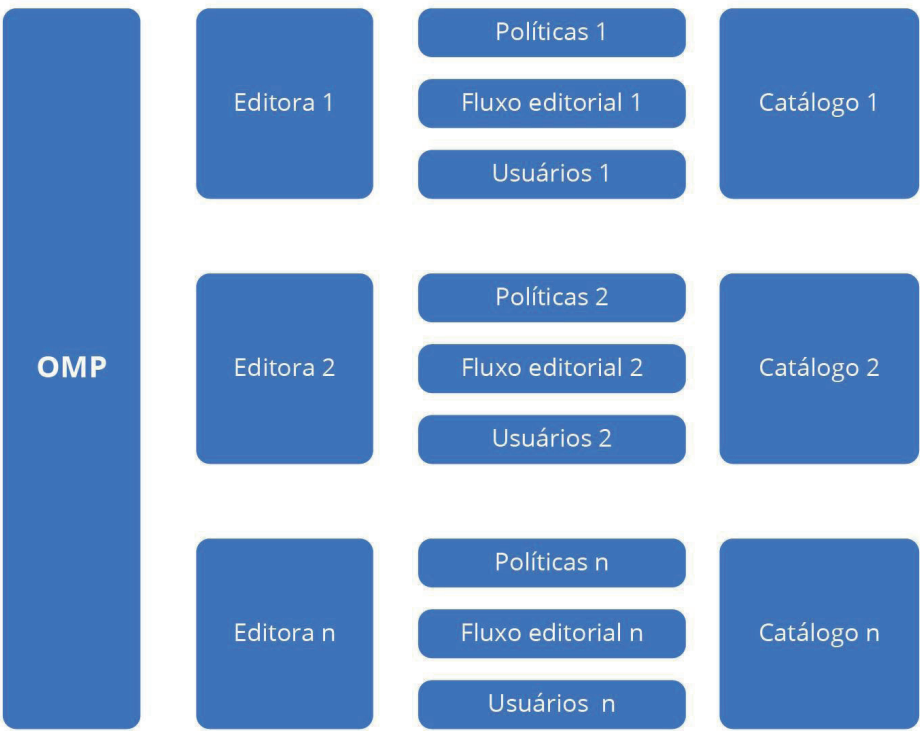 OMP
Editora 1
Políticas 1
Fluxo editorial 1
Usuários 1
Catálogo 1
Editora 2
Políticas 2
Fluxo editorial 2
Usuários 2
Catálogo 2
Editora n
Políticas n
Fluxo editorial n
Usuários  n
Catálogo n